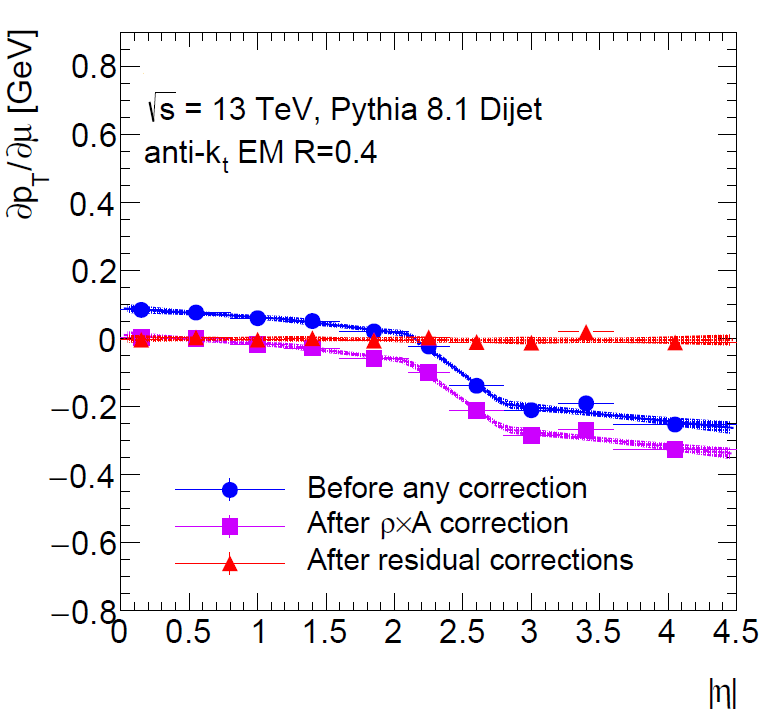 ∂p_T/∂μ [GeV]
0.8
0.6
0.4
0.2
0
−0.2
−0.4
−0.6
−0.8
√s = 13 TeV, Pythia 8.1 Dijet
anti-k_t EM R=0.4
Before any correction
After ρ×A correction
After residual corrections
0 0.5 1 1.5 2 2.5 3 3.5 4 4.5
|η|